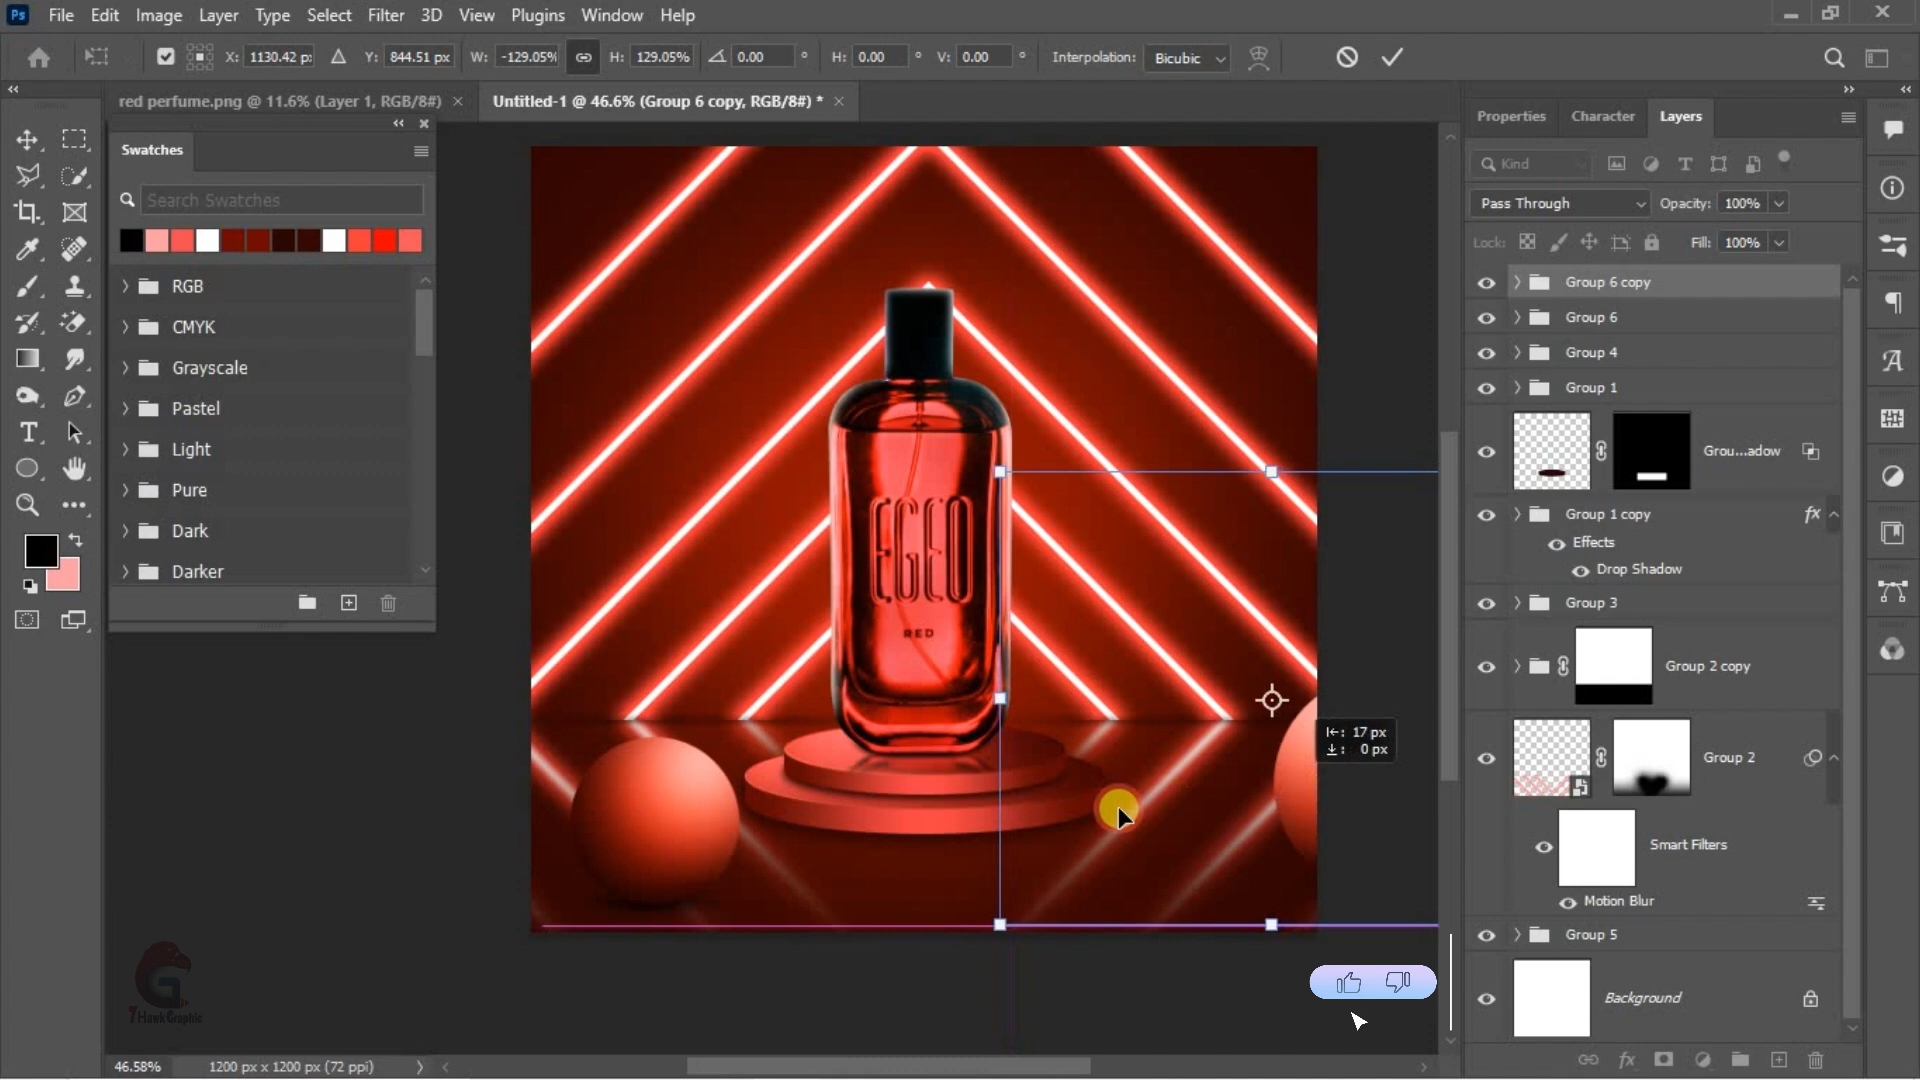 Ps File Edit Image Layer Type Select Filter 3D View Plugins Window Help
X: 1130.42 p: Y: 844.51 px W: -129.05% H: 129.05% 0.00 ° H: 0.00 ° V: 0.00 ° Interpolation: Bicubic
red perfume.png @ 11.6% (Layer 1, RGB/8#) × Untitled-1 @ 46.6% (Group 6 copy, RGB/8#) * ×
Swatches
Search Swatches
RGB
CMYK
Grayscale
Pastel
Light
Pure
Dark
Darker
EGEO
RED
17 px
0 px
Properties Character Layers
Kind
Pass Through Opacity: 100%
Lock: Fill: 100%
Group 6 copy
Group 6
Group 4
Group 1
Grou...adow
Group 1 copy fx
Effects
Drop Shadow
Group 3
Group 2 copy
Group 2
Smart Filters
Motion Blur
Group 5
Background
fx
G
Hawk Graphic
46.58% 1200 px x 1200 px (72 ppi)